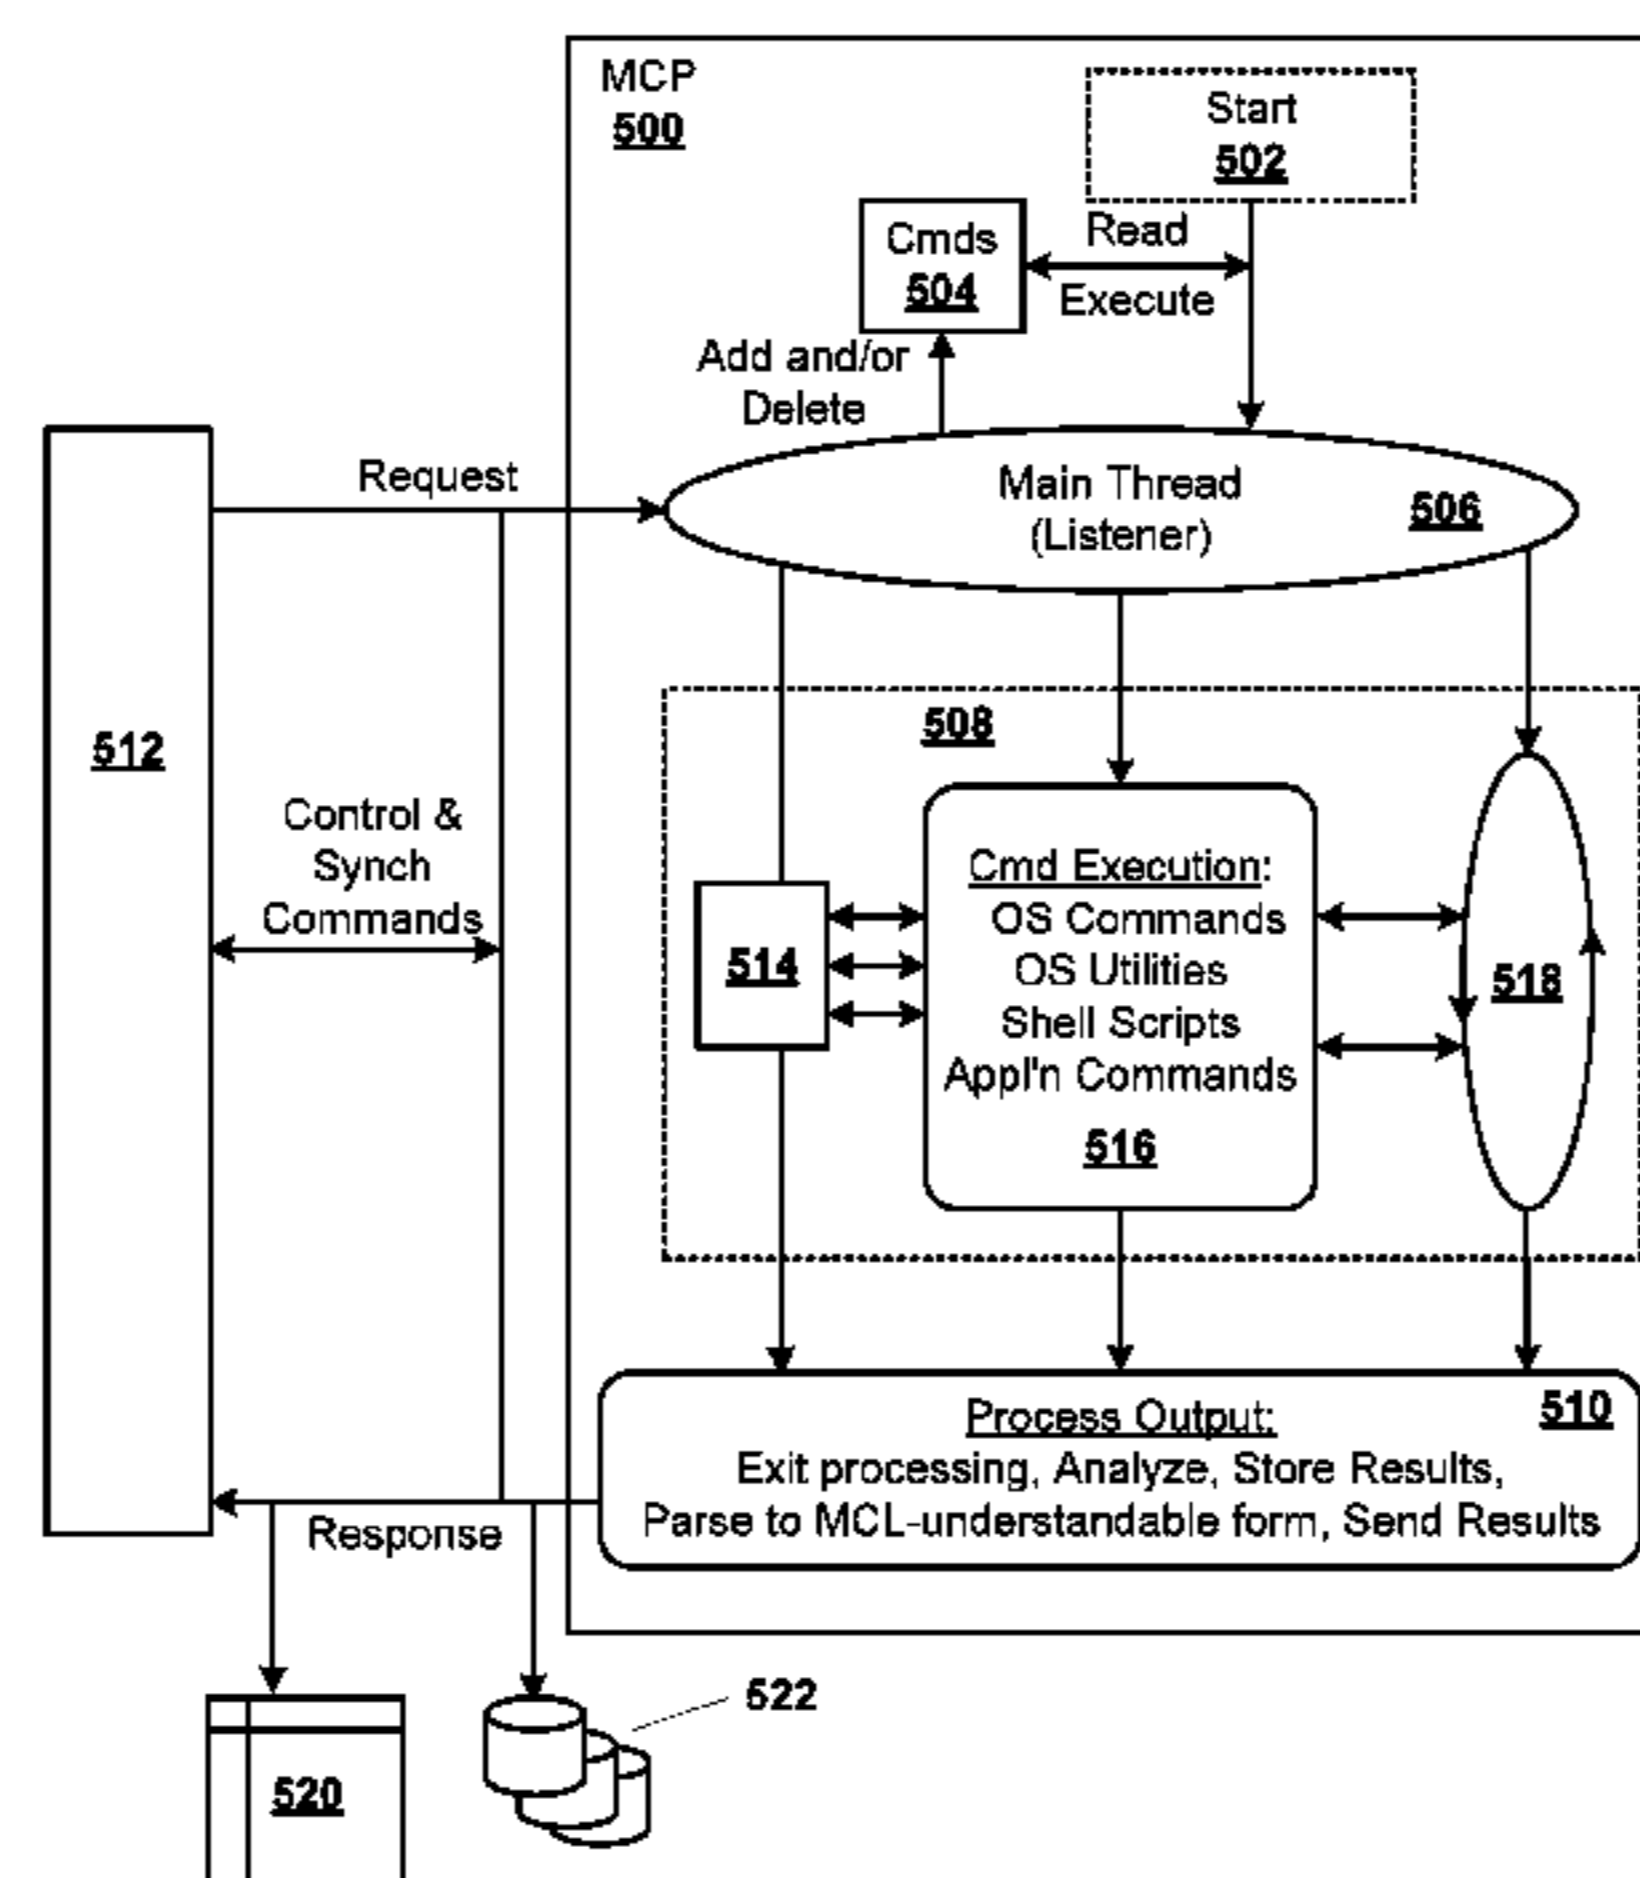 MCP
500
Start
502
Cmds
504
Read
Execute
Add and/or
Delete
Request
Main Thread
(Listener)
506
512
508
Control &
Synch
Commands
Cmd Execution:
OS Commands
OS Utilities
Shell Scripts
Appl'n Commands
516
514
518
Process Output:
510
Exit processing, Analyze, Store Results,
Parse to MCL-understandable form, Send Results
Response
522
520